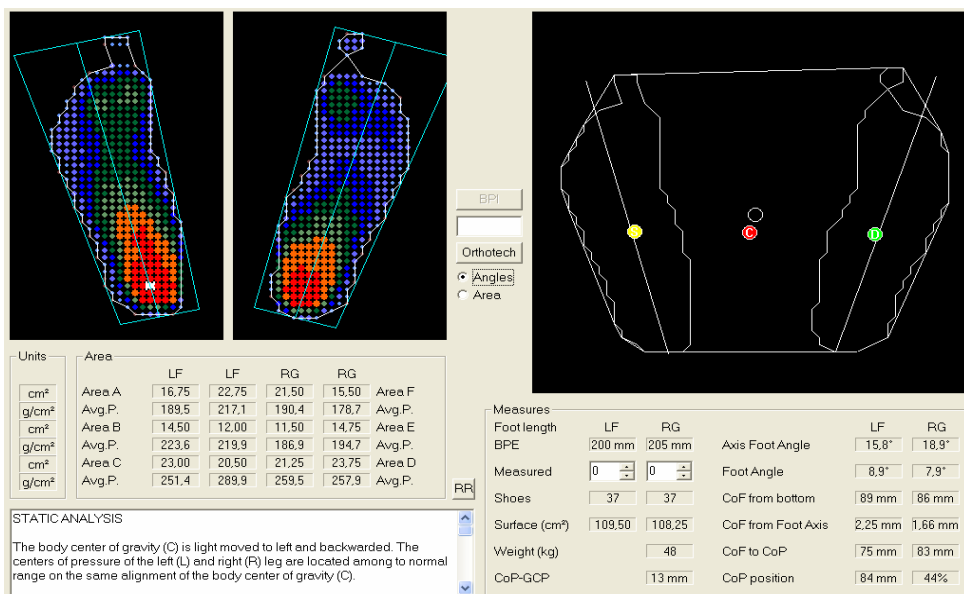 BPI
Orthotech
Angles
Area
S
C
D
Units
Area
LF LF RG RG
cm² Area A 16,75 22,75 21,50 15,50 Area F
g/cm² Avg.P. 189,5 217,1 190,4 178,7 Avg.P.
cm² Area B 14,50 12,00 11,50 14,75 Area E
g/cm² Avg.P. 223,6 219,9 186,9 194,7 Avg.P.
cm² Area C 23,00 20,50 21,25 23,75 Area D
g/cm² Avg.P. 251,4 289,9 259,5 257,9 Avg.P.
RR
STATIC ANALYSIS
The body center of gravity (C) is light moved to left and backwarded. The
centers of pressure of the left (L) and right (R) leg are located among to normal
range on the same alignment of the body center of gravity (C).
Measures
Foot length LF RG LF RG
BPE 200 mm 205 mm Axis Foot Angle 15,8° 18,9°
Measured 0 0 Foot Angle 8,9° 7,9°
Shoes 37 37 CoF from bottom 89 mm 86 mm
Surface (cm²) 109,50 108,25 CoF from Foot Axis 2,25 mm 1,66 mm
Weight (kg) 48 CoF to CoP 75 mm 83 mm
CoP-GCP 13 mm CoP position 84 mm 44%